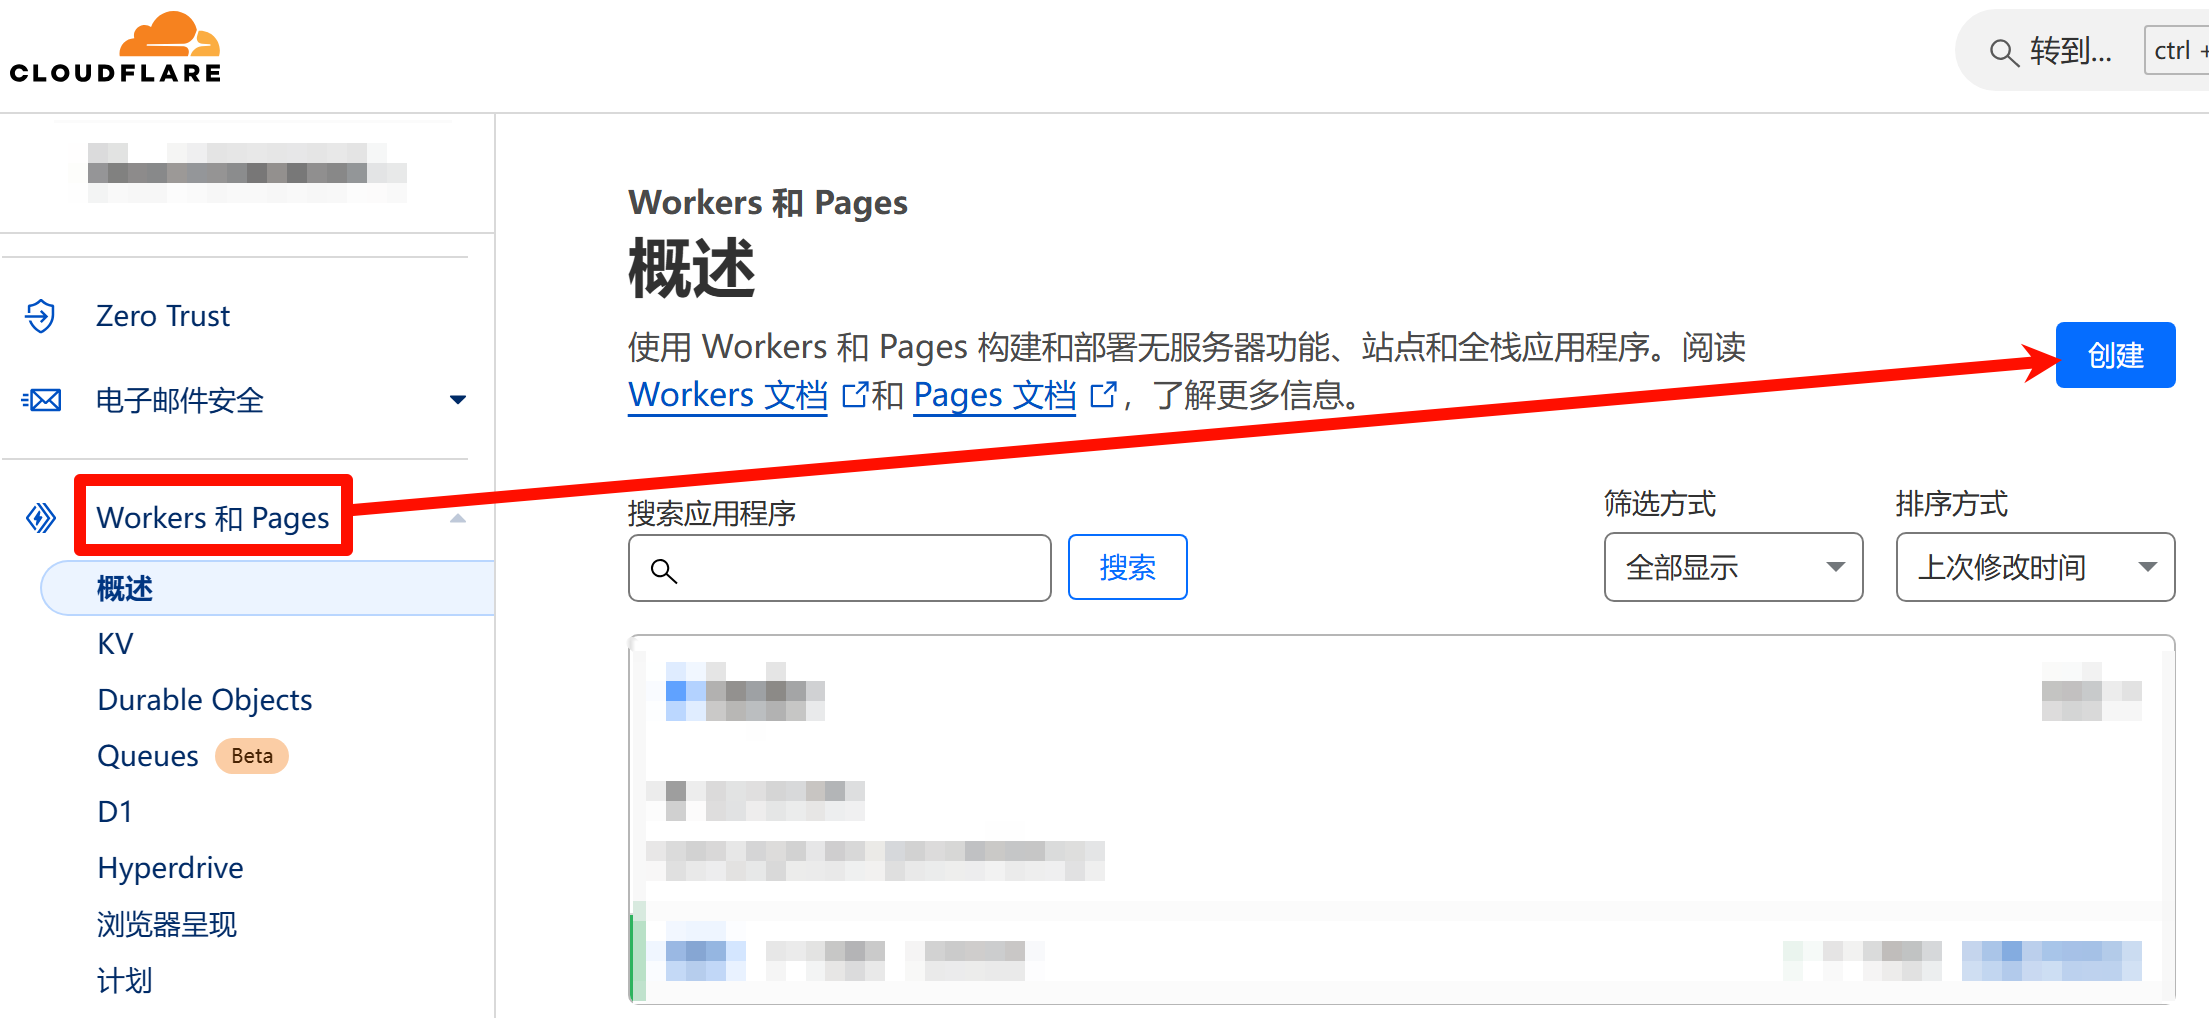 CLOUDFLARE
转到...
ctrl +
Zero Trust
电子邮件安全
Workers 和 Pages
概述
KV
Durable Objects
Queues Beta
D1
Hyperdrive
浏览器呈现
计划
Workers 和 Pages
概述
使用 Workers 和 Pages 构建和部署无服务器功能、站点和全栈应用程序。阅读
Workers 文档 和 Pages 文档 ，了解更多信息。
创建
搜索应用程序
搜索
筛选方式
全部显示
排序方式
上次修改时间